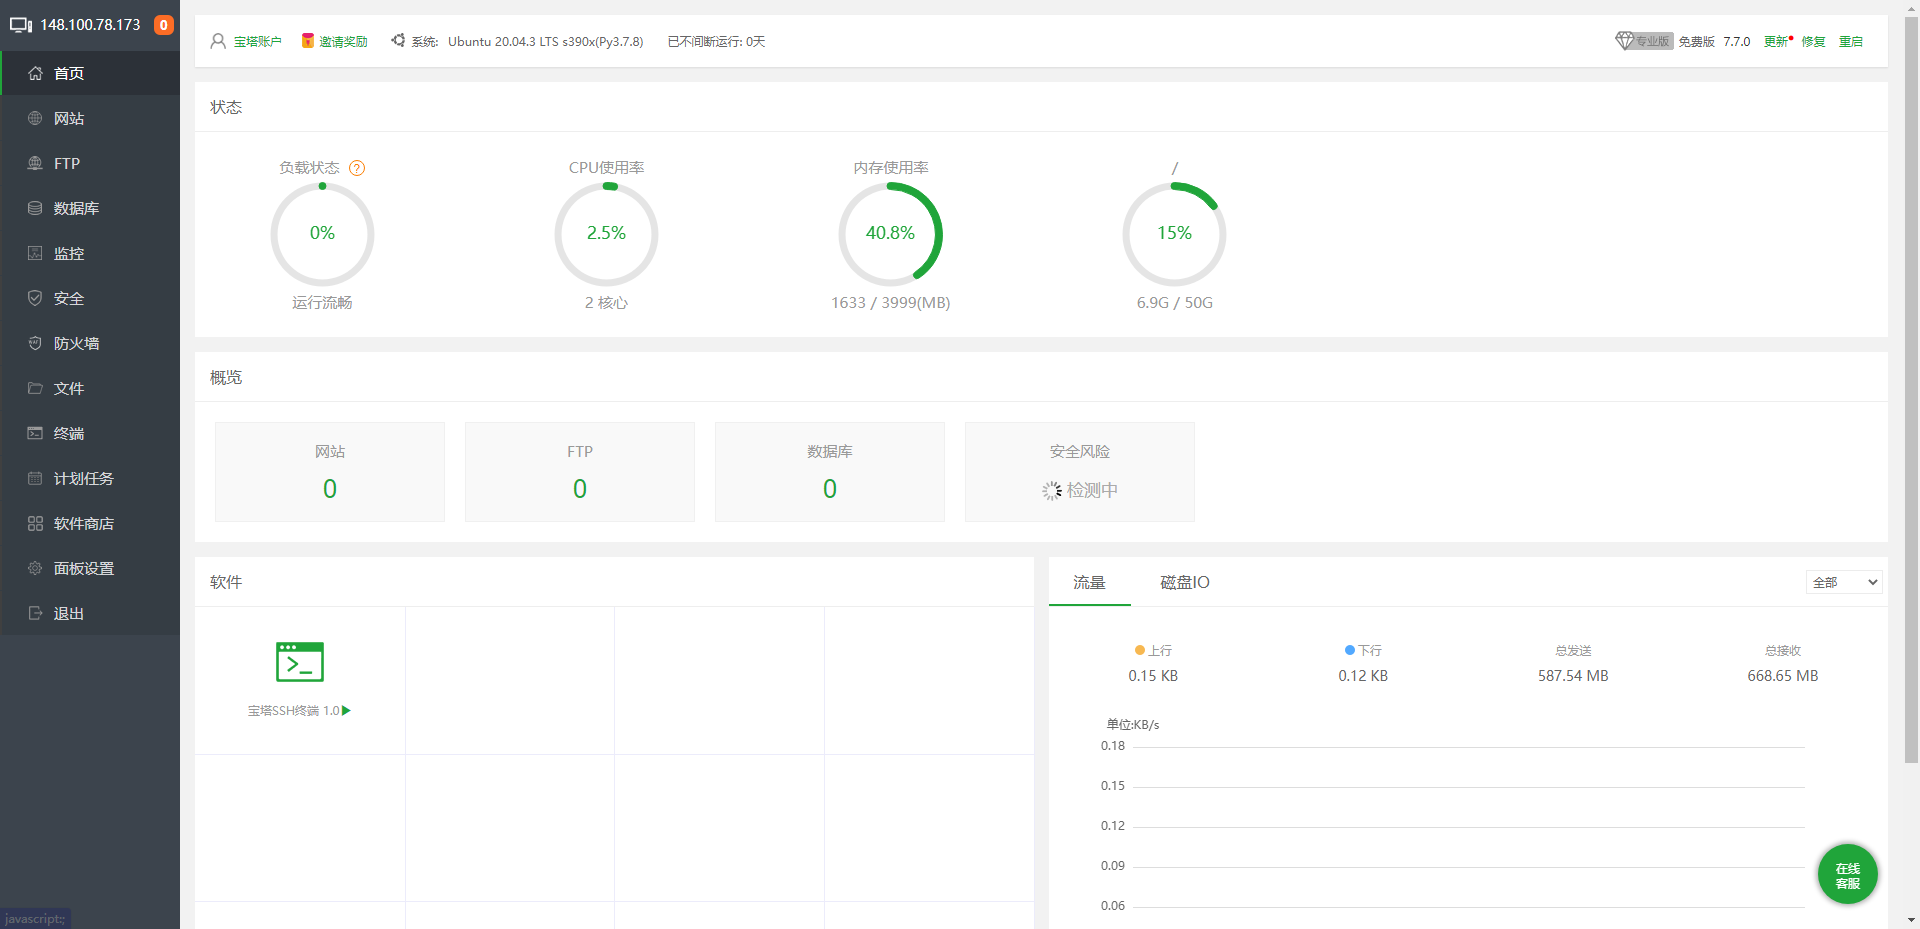 148.100.78.173 0
首页
网站
FTP
数据库
监控
安全
防火墙
文件
终端
计划任务
软件商店
面板设置
退出
javascript:;
宝塔账户 邀请奖励 系统: Ubuntu 20.04.3 LTS s390x(Py3.7.8) 已不间断运行: 0天
专业版 免费版 7.7.0 更新 修复 重启
状态
负载状态 ? CPU使用率 内存使用率 /
0% 2.5% 40.8% 15%
运行流畅 2 核心 1633 / 3999(MB) 6.9G / 50G
概览
网站 FTP 数据库 安全风险
0 0 0 检测中
软件
宝塔SSH终端 1.0
流量 磁盘IO 全部
上行 下行 总发送 总接收
0.15 KB 0.12 KB 587.54 MB 668.65 MB
单位:KB/s
0.18
0.15
0.12
0.09
0.06
在线
客服